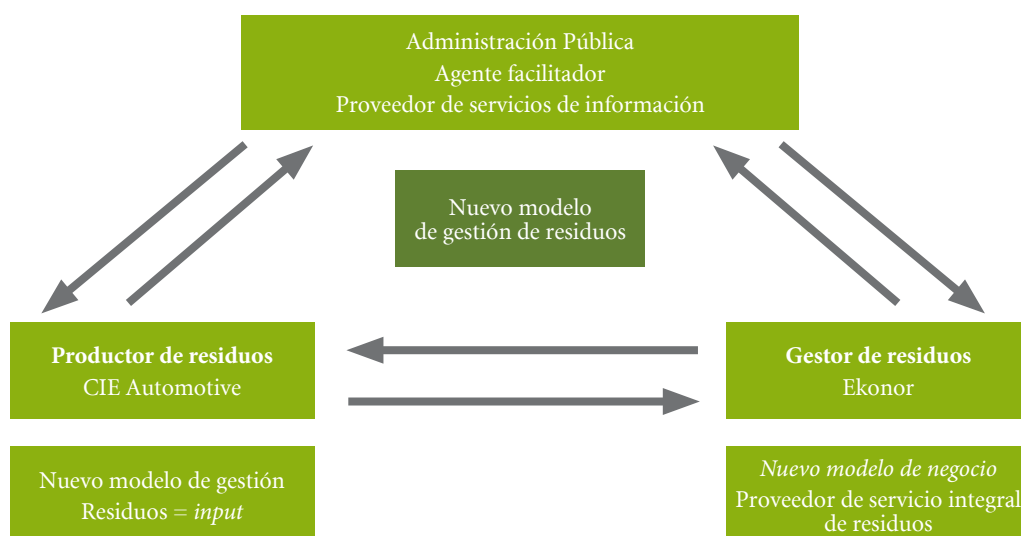 Administración Pública
Agente facilitador
Proveedor de servicios de información
Nuevo modelo
de gestión de residuos
Productor de residuos
CIE Automotive
Gestor de residuos
Ekonor
Nuevo modelo de gestión
Residuos = input
Nuevo modelo de negocio
Proveedor de servicio integral
de residuos